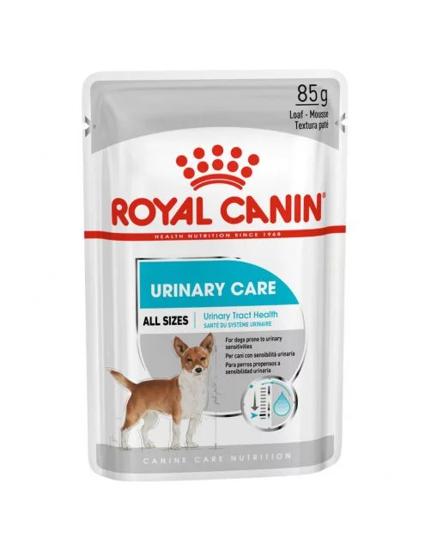 85g
Loaf - Mousse
Textura paté
ROYAL CANIN
HEALTH NUTRITION SINCE 1968
URINARY CARE
ALL SIZES
Urinary Tract Health
SANTÉ DU SYSTÈME URINAIRE
For dogs prone to urinary
sensitivities
Per cani con sensibilità urinaria
Para perros propensos a
sensibilidad urinaria
CANINE CARE NUTRITION